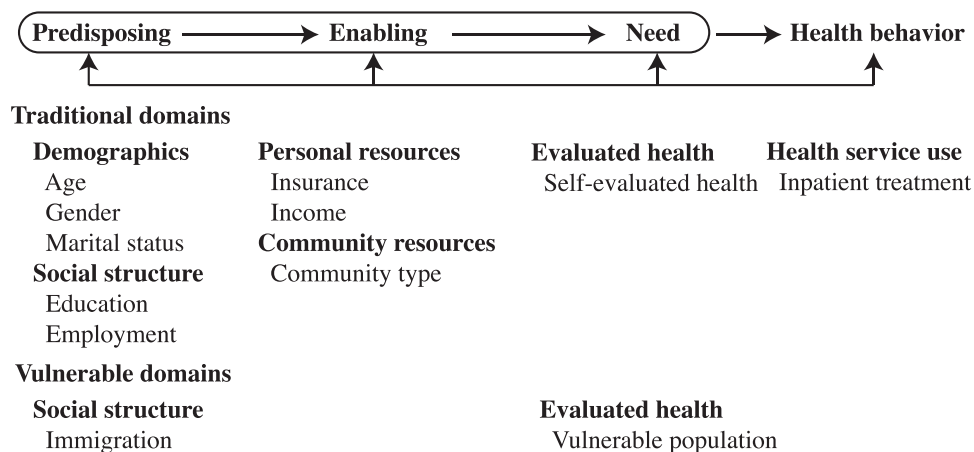 Predisposing Enabling Need Health behavior
Traditional domains
Demographics Personal resources Evaluated health Health service use
Age Insurance Self-evaluated health Inpatient treatment
Gender Income
Marital status Community resources
Social structure Community type
Education
Employment
Vulnerable domains
Social structure Evaluated health
Immigration Vulnerable population